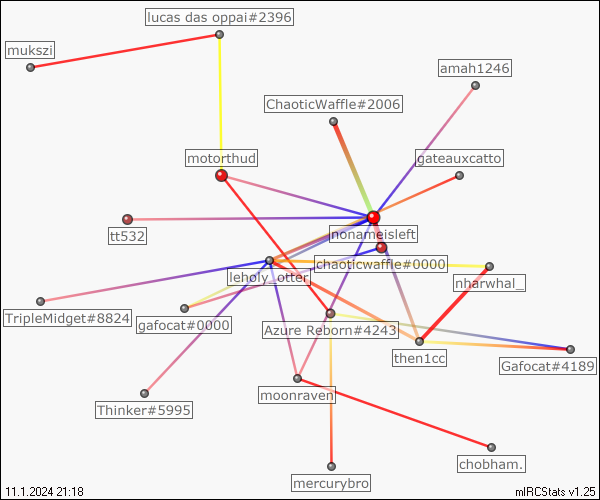 lucas das oppai#2396
mukszi
amah1246
ChaoticWaffle#2006
motorthud
gateauxcatto
nonameisleft
tt532
chaoticwaffle#0000
leholy_otter
nharwhal_
TripleMidget#8824
gafocat#0000
Azure Reborn#4243
then1cc
Gafocat#4189
moonraven
Thinker#5995
chobham.
mercurybro
11.1.2024 21:18
mIRCStats v1.25